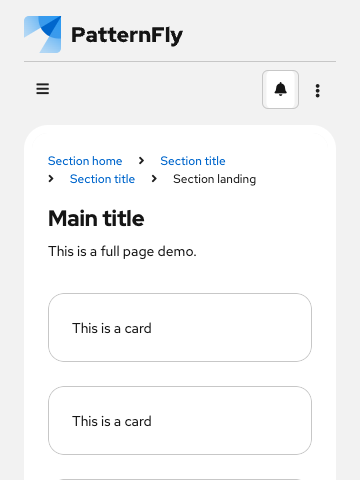 PatternFly
Section home Section title
Section title Section landing
Main title
This is a full page demo.
This is a card
This is a card